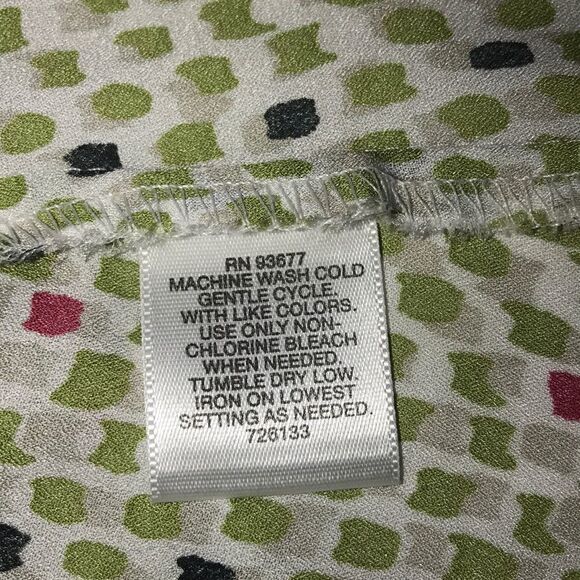 RN 93677
MACHINE WASH COLD
GENTLE CYCLE.
WITH LIKE COLORS.
USE ONLY NON-
CHLORINE BLEACH
WHEN NEEDED.
TUMBLE DRY LOW.
IRON ON LOWEST
SETTING AS NEEDED.
726133